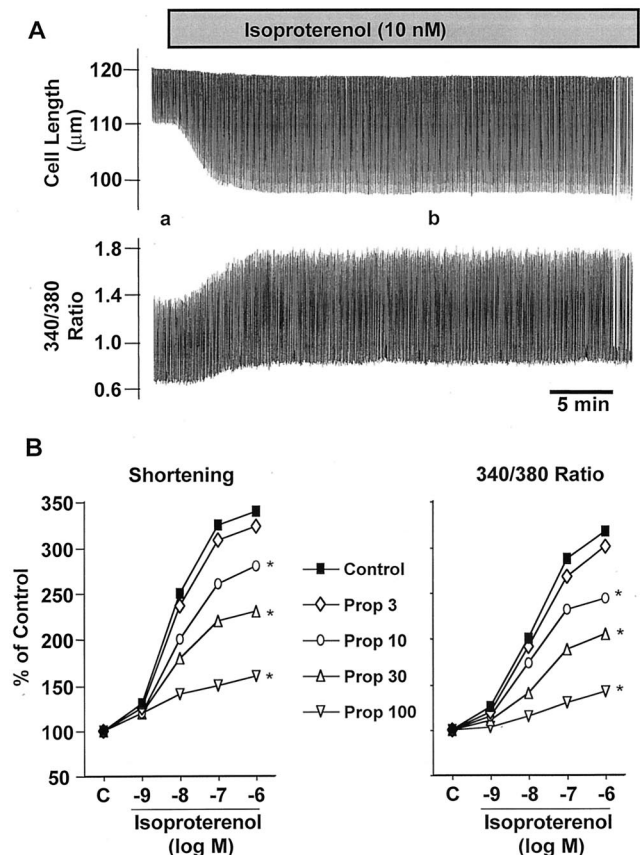 A
Isoproterenol (10 nM)
Cell Length
(μm)
120
110
100
a
b
340/380
Ratio
1.8
1.4
1.0
0.6
5 min
B
Shortening
340/380 Ratio
% of Control
350
300
250
200
150
100
50
*
*
*
Control
Prop 3
Prop 10
Prop 30
Prop 100
*
*
*
C -9 -8 -7 -6
Isoproterenol
(log M)
C -9 -8 -7 -6
Isoproterenol
(log M)